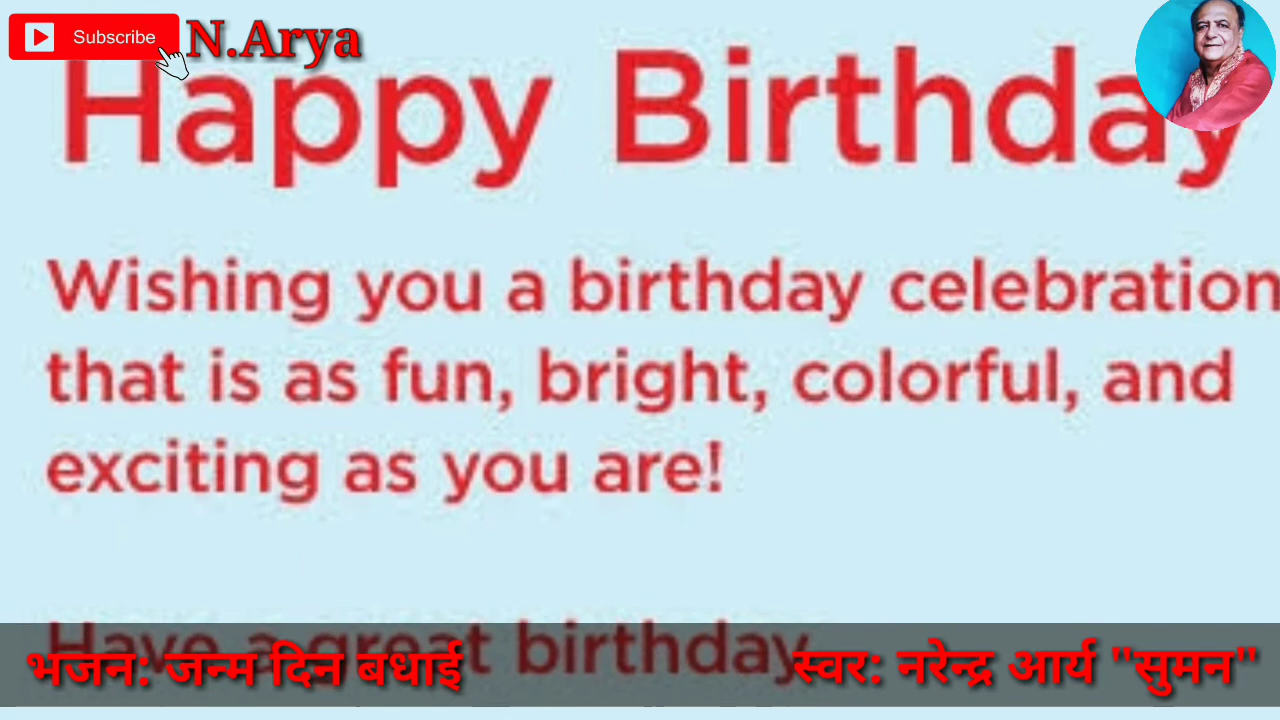 Subscribe
N.Arya
Happy Birthday
Wishing you a birthday celebration
that is as fun, bright, colorful, and
exciting as you are!
Have a great birthday
भजन: जन्म दिन बधाई
स्वर: नरेन्द्र आर्य "सुमन"